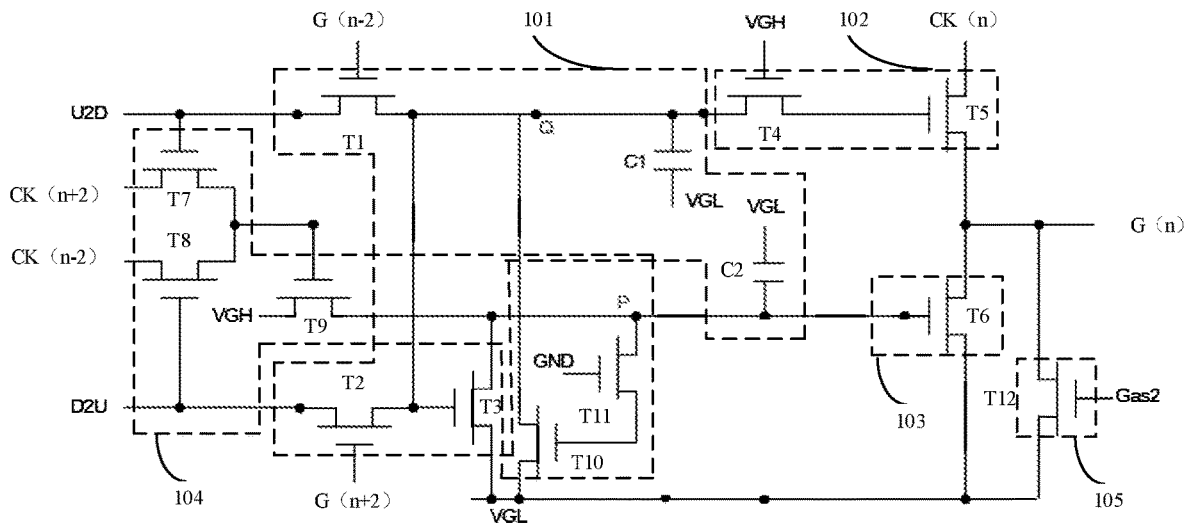 G（n-2）
101
VGH
102
CK（n）
U2D
T1
Q
C1
VGL
T4
T5
CK（n+2）
T7
T8
CK（n-2）
VGL
C2
G（n）
VGH
T9
P
T6
GND
T2
T3
T11
T12
Gas2
D2U
T10
103
104
G（n+2）
VGL
105